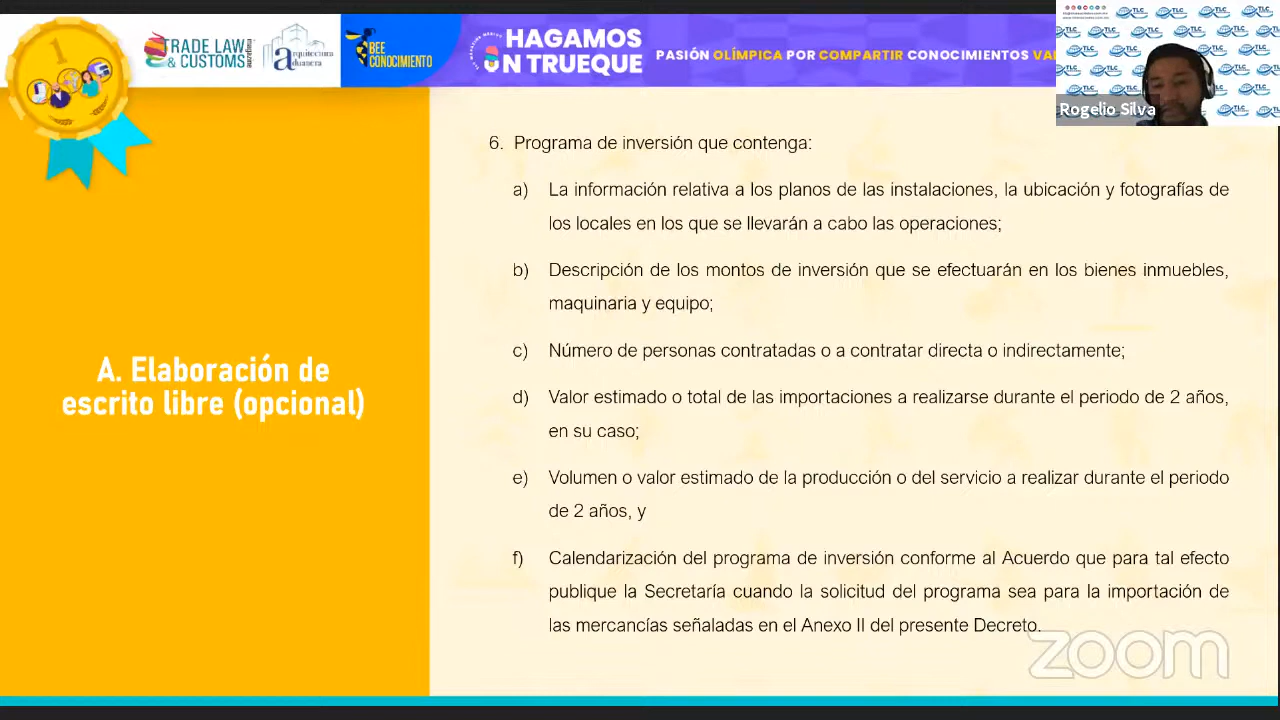 TRADE LAW
& CUSTOMS
arquitectura
aduanera
BEE
CONOCIMIENTO
HAGAMOS
UN TRUEQUE
PASIÓN OLÍMPICA POR COMPARTIR CONOCIMIENTOS
TLC
Rogelio Silva
A. Elaboración de
escrito libre (opcional)
6. Programa de inversión que contenga:
a) La información relativa a los planos de las instalaciones, la ubicación y fotografías de
los locales en los que se llevarán a cabo las operaciones;
b) Descripción de los montos de inversión que se efectuarán en los bienes inmuebles,
maquinaria y equipo;
c) Número de personas contratadas o a contratar directa o indirectamente;
d) Valor estimado o total de las importaciones a realizarse durante el periodo de 2 años,
en su caso;
e) Volumen o valor estimado de la producción o del servicio a realizar durante el periodo
de 2 años, y
f) Calendarización del programa de inversión conforme al Acuerdo que para tal efecto
publique la Secretaría cuando la solicitud del programa sea para la importación de
las mercancías señaladas en el Anexo II del presente Decreto.
zoom